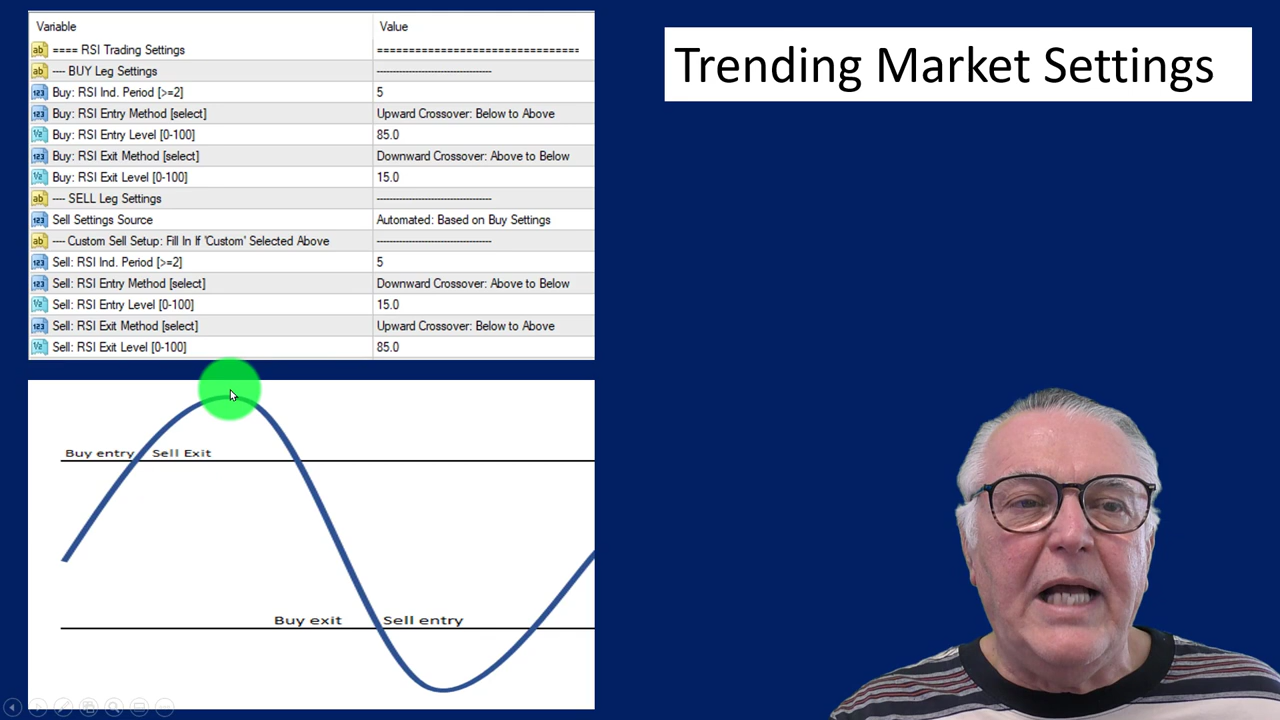 Variable Value
==== RSI Trading Settings ================================
---- BUY Leg Settings -----------------------------------
Buy: RSI Ind. Period [>=2] 5
Buy: RSI Entry Method [select] Upward Crossover: Below to Above
Buy: RSI Entry Level [0-100] 85.0
Buy: RSI Exit Method [select] Downward Crossover: Above to Below
Buy: RSI Exit Level [0-100] 15.0
---- SELL Leg Settings -----------------------------------
Sell Settings Source Automated: Based on Buy Settings
---- Custom Sell Setup: Fill In If 'Custom' Selected Above -----------------------------------
Sell: RSI Ind. Period [>=2] 5
Sell: RSI Entry Method [select] Downward Crossover: Above to Below
Sell: RSI Entry Level [0-100] 15.0
Sell: RSI Exit Method [select] Upward Crossover: Below to Above
Sell: RSI Exit Level [0-100] 85.0
Trending Market Settings
Buy entry Sell Exit
Buy exit Sell entry